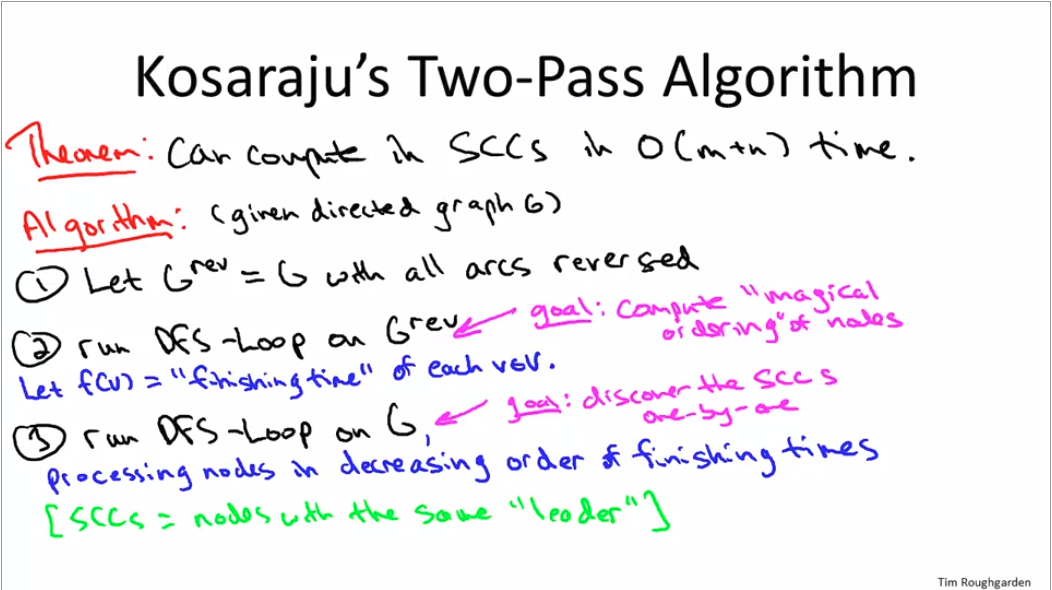 Kosaraju's Two-Pass Algorithm
Theorem: Can compute in SCCs in O(m+n) time.
Algorithm: (given directed graph G)
① Let G^rev = G with all arcs reversed
② run DFS-Loop on G^rev
goal: compute "magical
ordering" of nodes
Let f(v) = "finishing time" of each v∈V.
③ run DFS-Loop on G,
goal: discover the SCCs
one-by-one
processing nodes in decreasing order of finishing times
[SCCs = nodes with the same "leader"]
Tim Roughgarden